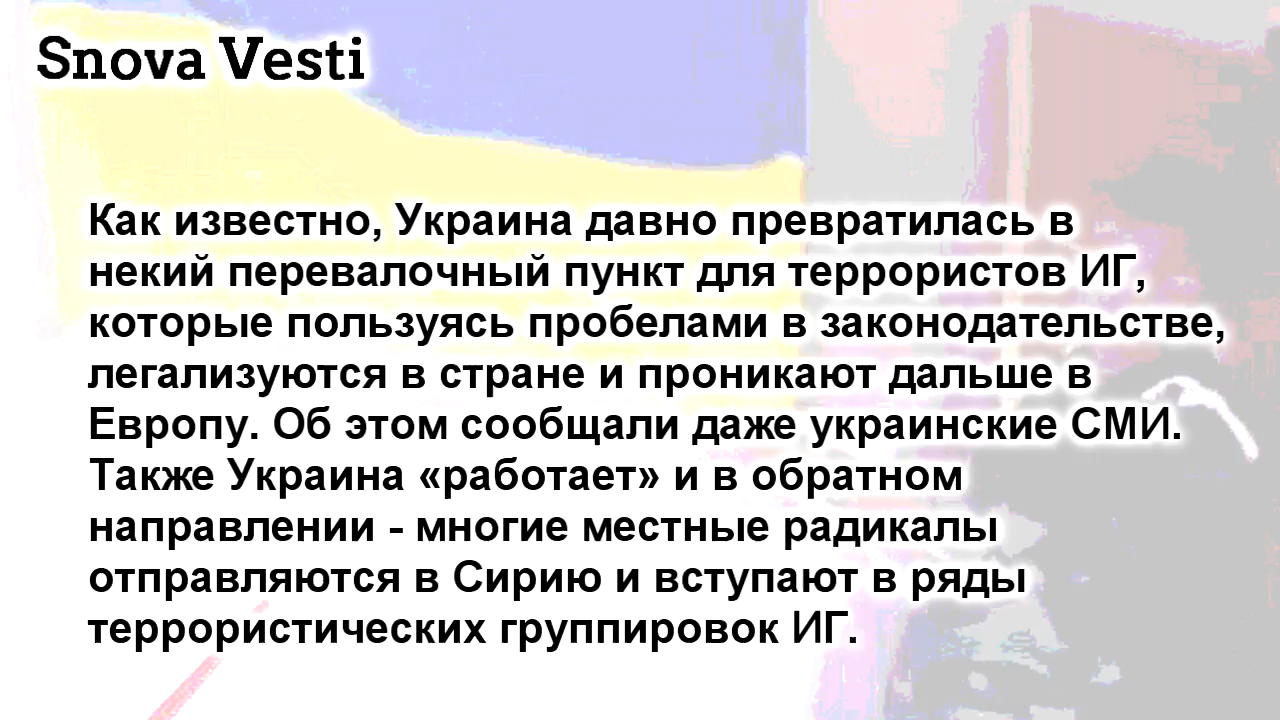 Snova Vesti
Как известно, Украина давно превратилась в
некий перевалочный пункт для террористов ИГ,
которые пользуясь пробелами в законодательстве,
легализуются в стране и проникают дальше в
Европу. Об этом сообщали даже украинские СМИ.
Также Украина «работает» и в обратном
направлении - многие местные радикалы
отправляются в Сирию и вступают в ряды
террористических группировок ИГ.